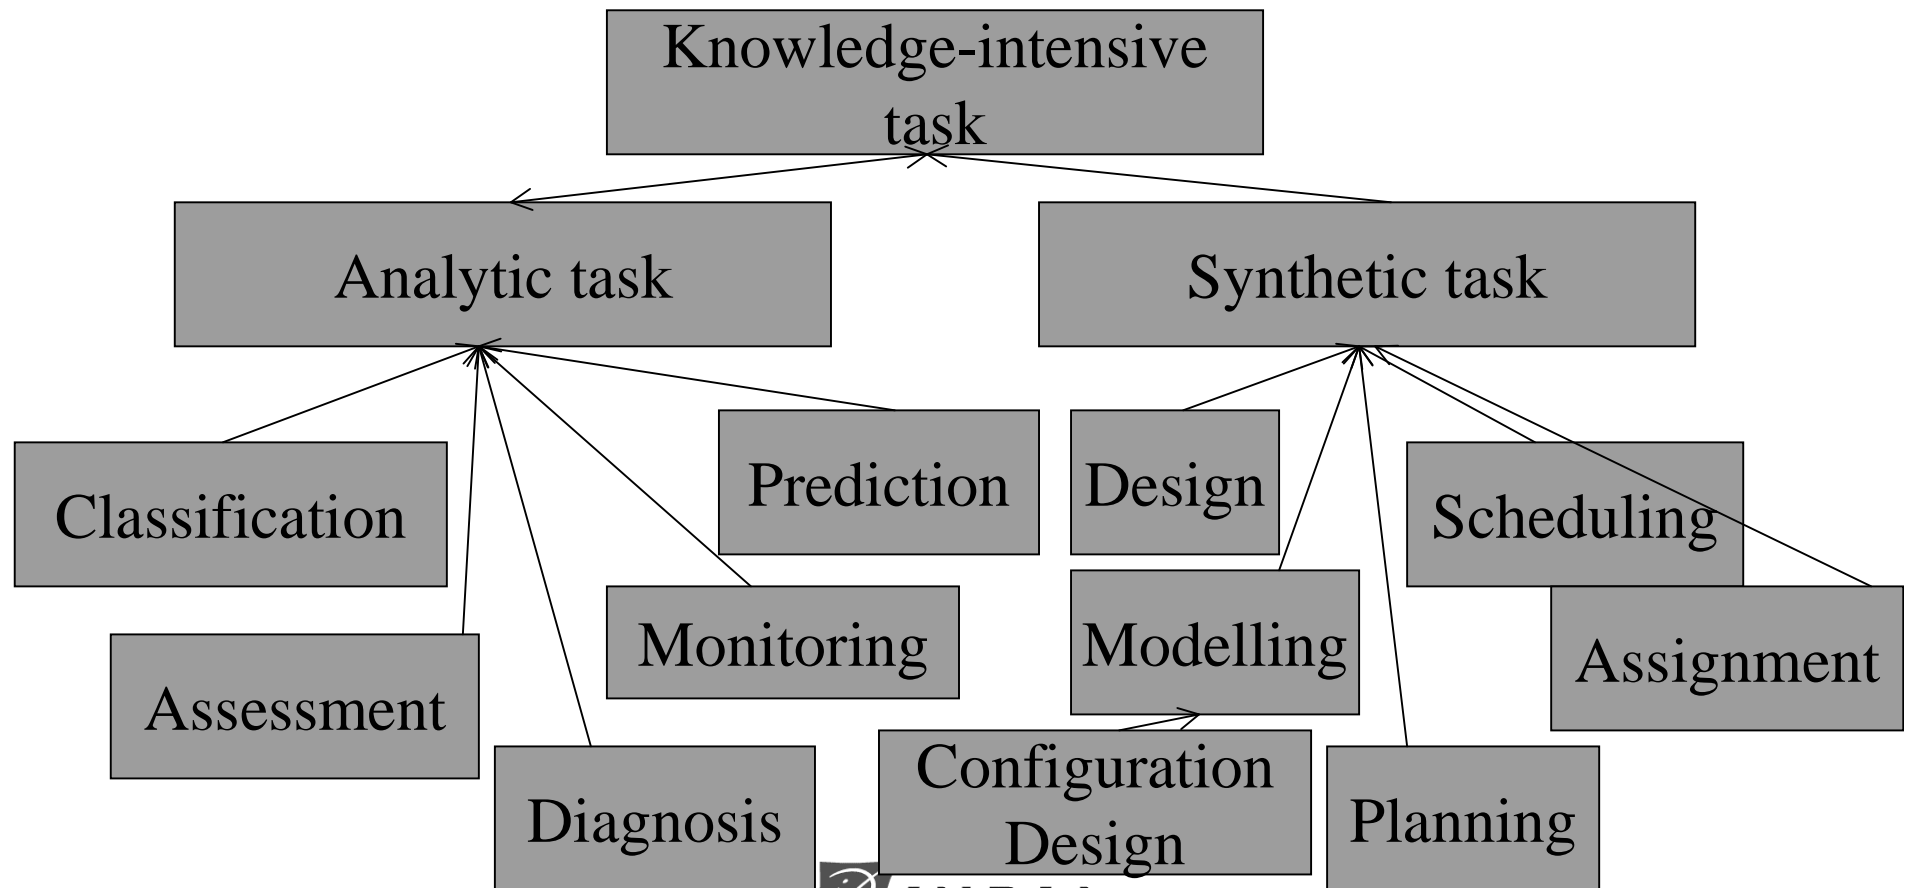 Knowledge-intensive
task
Analytic task
Synthetic task
Classification
Prediction
Design
Scheduling
Assessment
Monitoring
Modelling
Assignment
Diagnosis
Configuration
Design
Planning